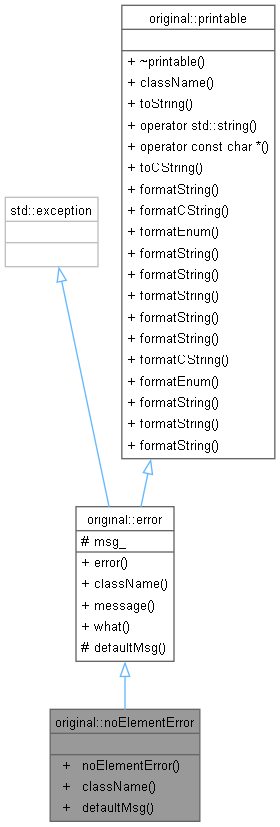 original::printable
+ ~printable()
+ className()
+ toString()
+ operator std::string()
+ operator const char *()
+ toCString()
+ formatString()
+ formatCString()
+ formatEnum()
+ formatString()
+ formatString()
+ formatString()
+ formatString()
+ formatString()
+ formatCString()
+ formatEnum()
+ formatString()
+ formatString()
+ formatString()
std::exception
original::error
# msg_
+ error()
+ className()
+ message()
+ what()
# defaultMsg()
original::noElementError
+ noElementError()
+ className()
+ defaultMsg()